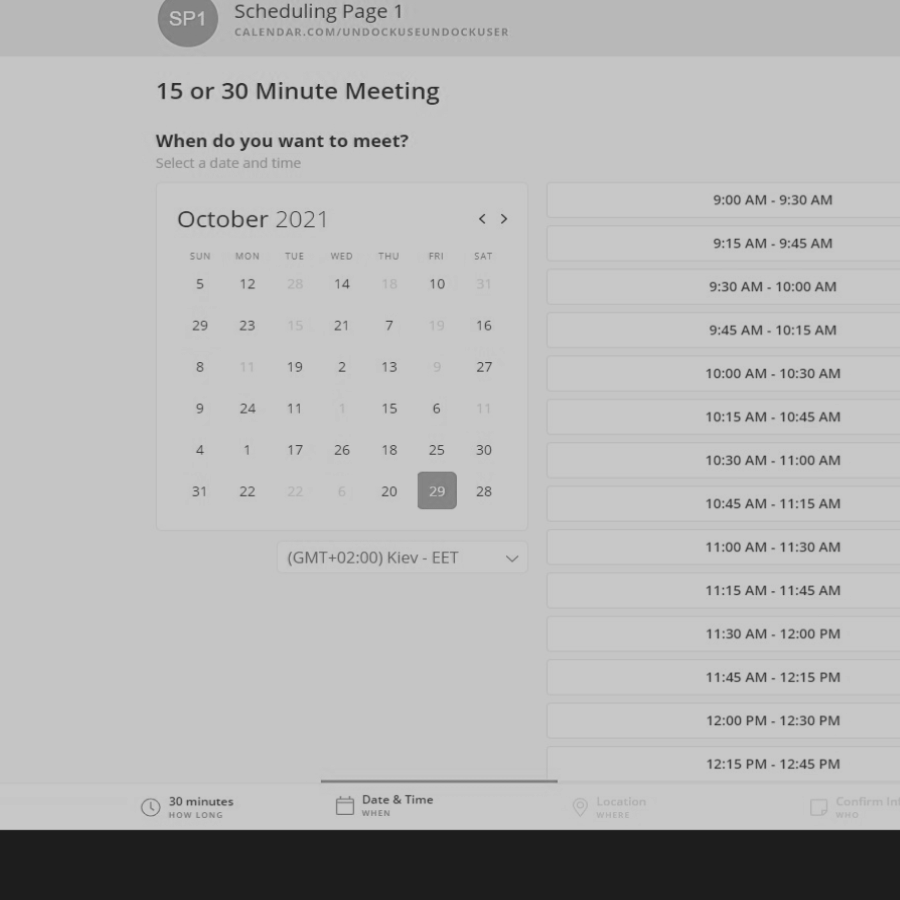 SP1
Scheduling Page 1
CALENDAR.COM/UNDOCKUSEUNDOCKUSER
15 or 30 Minute Meeting
When do you want to meet?
Select a date and time
October 2021
SUN MON TUE WED THU FRI SAT
5 12 28 14 18 10 31
29 23 15 21 7 19 16
8 11 19 2 13 9 27
9 24 11 1 15 6 11
4 1 17 26 18 25 30
31 22 22 6 20 29 28
(GMT+02:00) Kiev - EET
9:00 AM - 9:30 AM
9:15 AM - 9:45 AM
9:30 AM - 10:00 AM
9:45 AM - 10:15 AM
10:00 AM - 10:30 AM
10:15 AM - 10:45 AM
10:30 AM - 11:00 AM
10:45 AM - 11:15 AM
11:00 AM - 11:30 AM
11:15 AM - 11:45 AM
11:30 AM - 12:00 PM
11:45 AM - 12:15 PM
12:00 PM - 12:30 PM
12:15 PM - 12:45 PM
30 minutes
HOW LONG
Date & Time
WHEN
Location
WHERE
Confirm
WHO